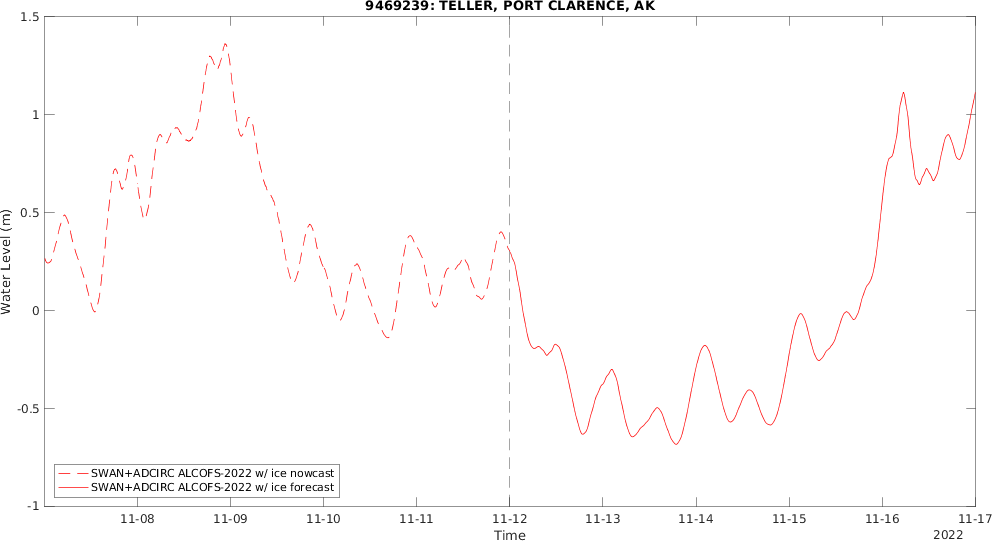 9469239: TELLER, PORT CLARENCE, AK
Water Level (m)
1.5
1
0.5
0
-0.5
-1
SWAN+ADCIRC ALCOFS-2022 w/ ice nowcast
SWAN+ADCIRC ALCOFS-2022 w/ ice forecast
11-08 11-09 11-10 11-11 11-12 11-13 11-14 11-15 11-16 11-17
Time
2022